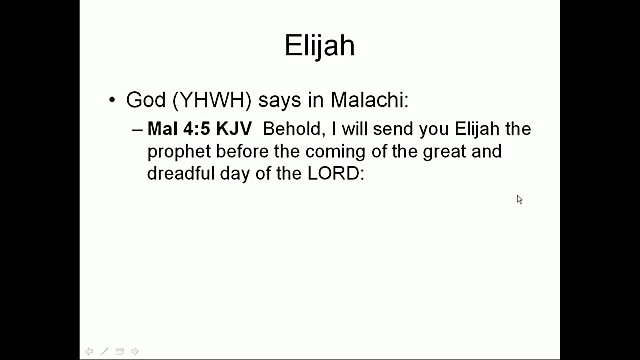 Elijah
• God (YHWH) says in Malachi:
– Mal 4:5 KJV Behold, I will send you Elijah the
prophet before the coming of the great and
dreadful day of the LORD: